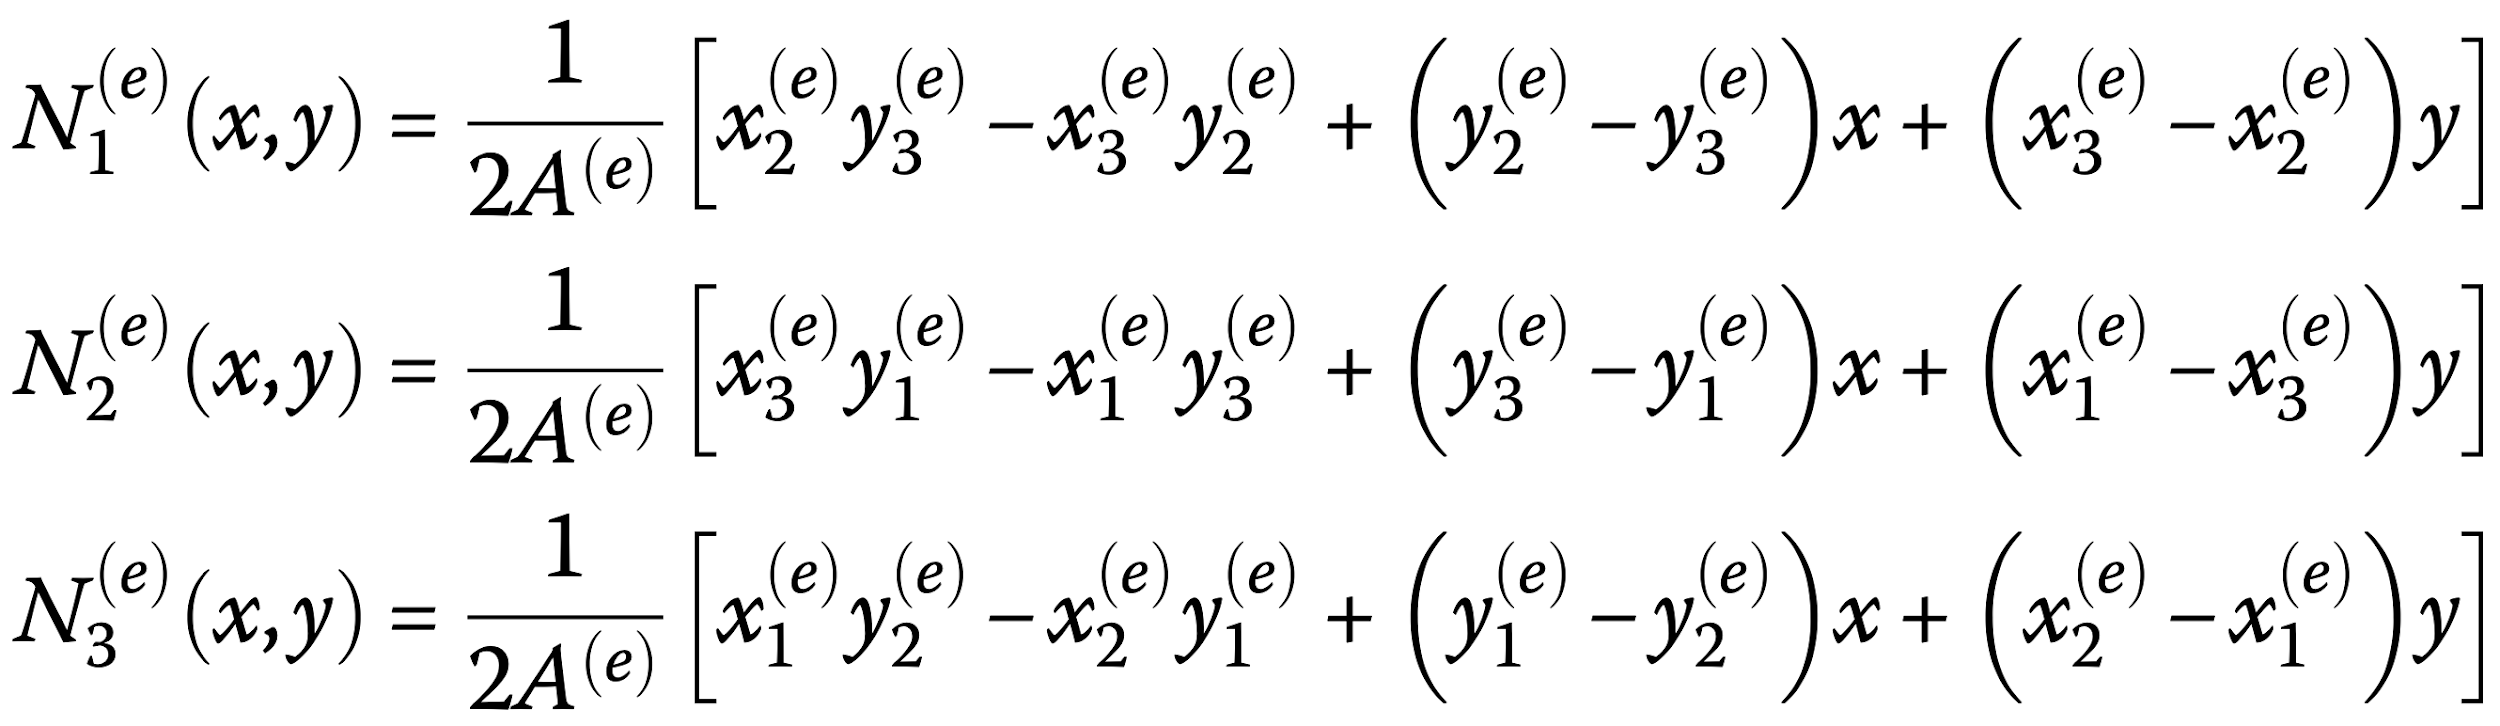 N_1^{(e)}(x, y) = \frac{1}{2A^{(e)}} \left[ x_2^{(e)} y_3^{(e)} - x_3^{(e)} y_2^{(e)} + \left( y_2^{(e)} - y_3^{(e)} \right) x + \left( x_3^{(e)} - x_2^{(e)} \right) y \right]
N_2^{(e)}(x, y) = \frac{1}{2A^{(e)}} \left[ x_3^{(e)} y_1^{(e)} - x_1^{(e)} y_3^{(e)} + \left( y_3^{(e)} - y_1^{(e)} \right) x + \left( x_1^{(e)} - x_3^{(e)} \right) y \right]
N_3^{(e)}(x, y) = \frac{1}{2A^{(e)}} \left[ x_1^{(e)} y_2^{(e)} - x_2^{(e)} y_1^{(e)} + \left( y_1^{(e)} - y_2^{(e)} \right) x + \left( x_2^{(e)} - x_1^{(e)} \right) y \right]